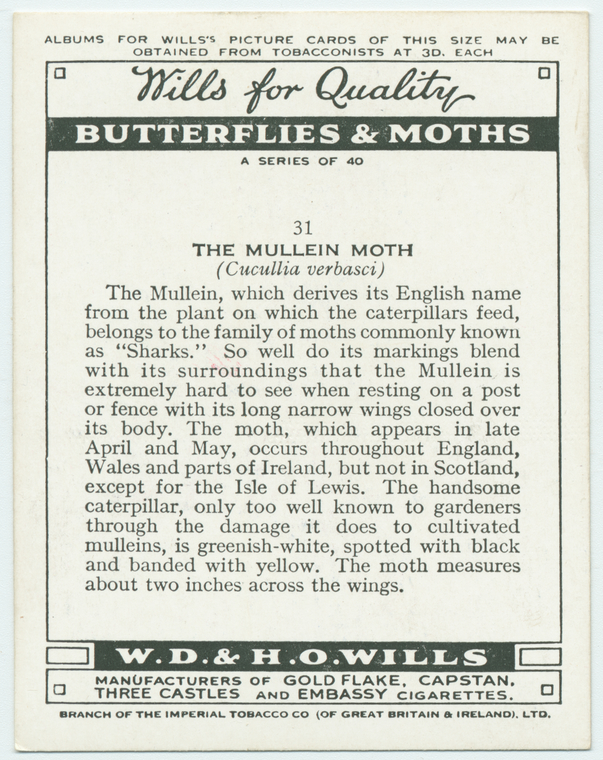 ALBUMS FOR WILLS'S PICTURE CARDS OF THIS SIZE MAY BE
OBTAINED FROM TOBACCONISTS AT 3D. EACH
Wills for Quality
BUTTERFLIES & MOTHS
A SERIES OF 40
31
THE MULLEIN MOTH
(Cucullia verbasci)
The Mullein, which derives its English name
from the plant on which the caterpillars feed,
belongs to the family of moths commonly known
as “Sharks.” So well do its markings blend
with its surroundings that the Mullein is
extremely hard to see when resting on a post
or fence with its long narrow wings closed over
its body. The moth, which appears in late
April and May, occurs throughout England,
Wales and parts of Ireland, but not in Scotland,
except for the Isle of Lewis. The handsome
caterpillar, only too well known to gardeners
through the damage it does to cultivated
mulleins, is greenish-white, spotted with black
and banded with yellow. The moth measures
about two inches across the wings.
W.D. & H.O. WILLS
MANUFACTURERS OF GOLD FLAKE, CAPSTAN,
THREE CASTLES AND EMBASSY CIGARETTES.
BRANCH OF THE IMPERIAL TOBACCO CO (OF GREAT BRITAIN & IRELAND). LTD.